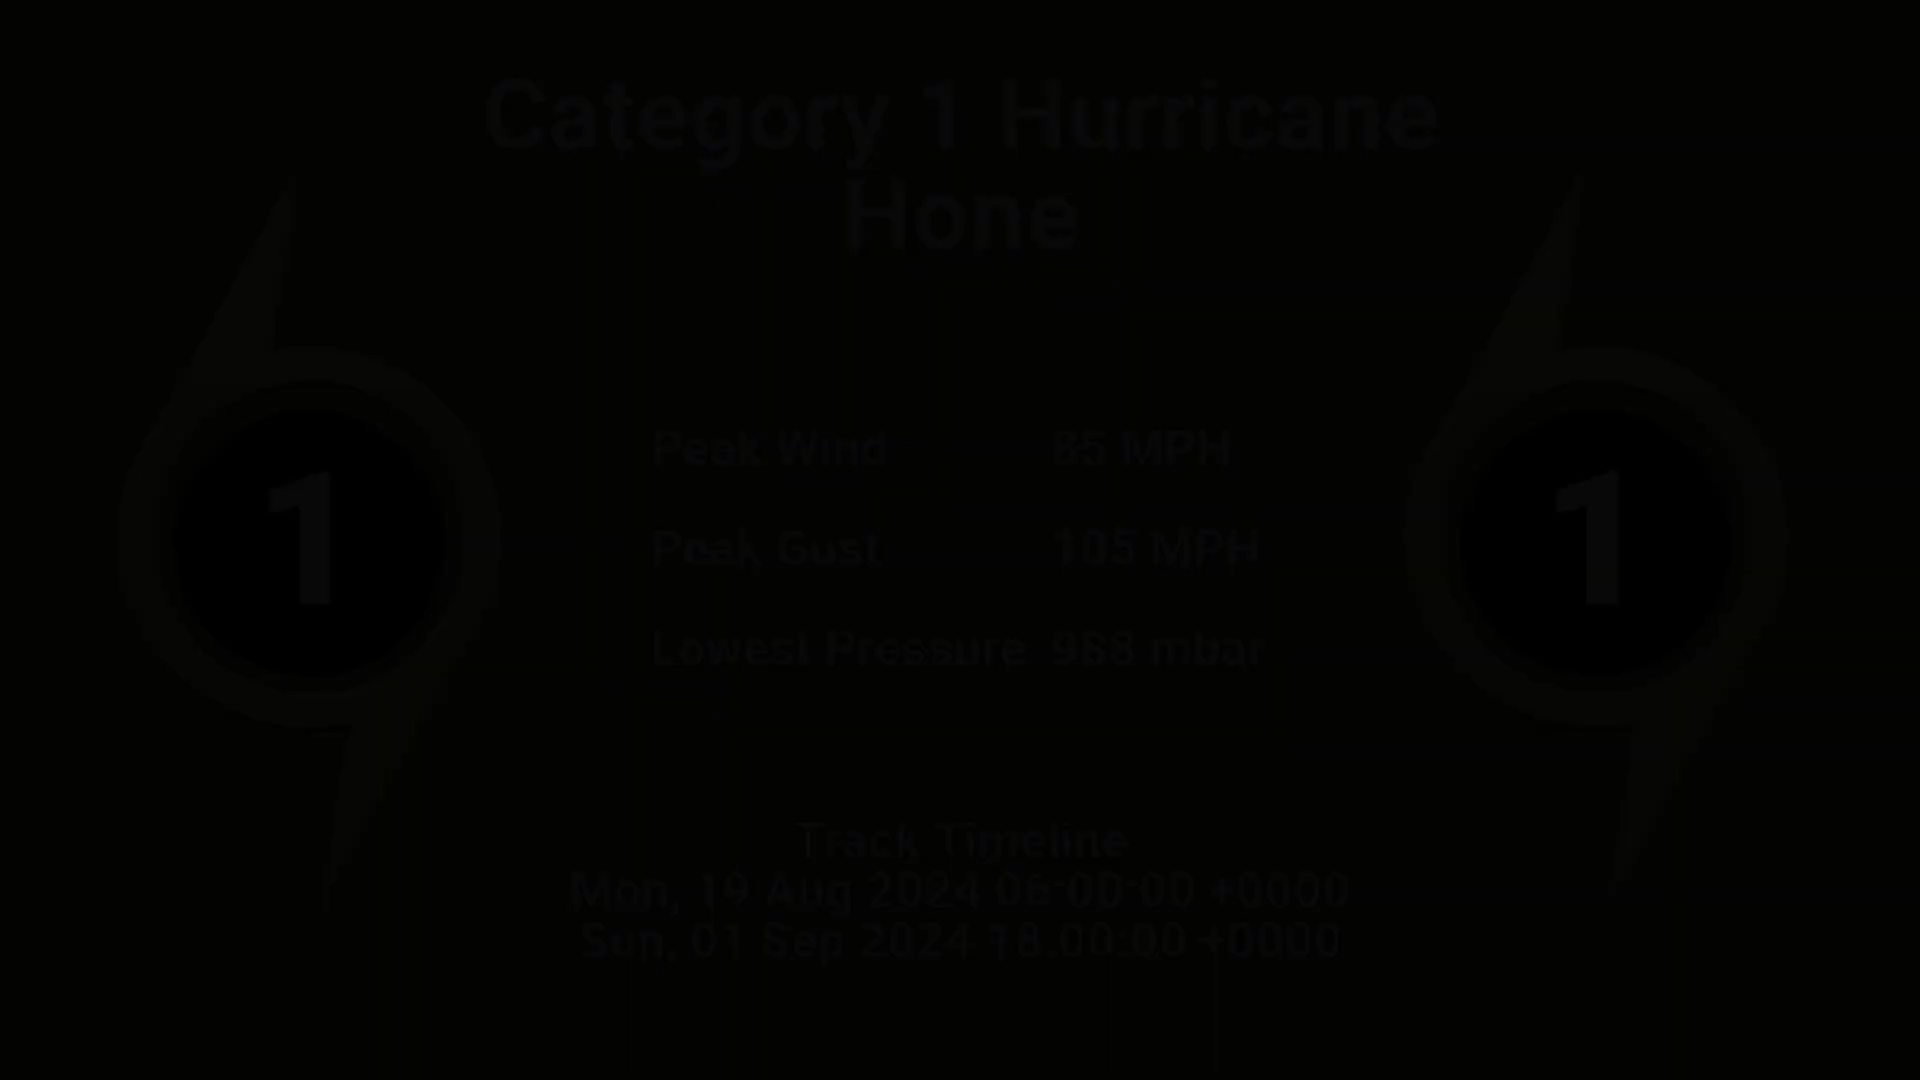 Category 1 Hurricane
Hone
1
1
Peak Wind 85 MPH
Peak Gust 105 MPH
Lowest Pressure 988 mbar
Track Timeline
Mon, 19 Aug 2024 06:00:00 +0000
Sun, 01 Sep 2024 18:00:00 +0000